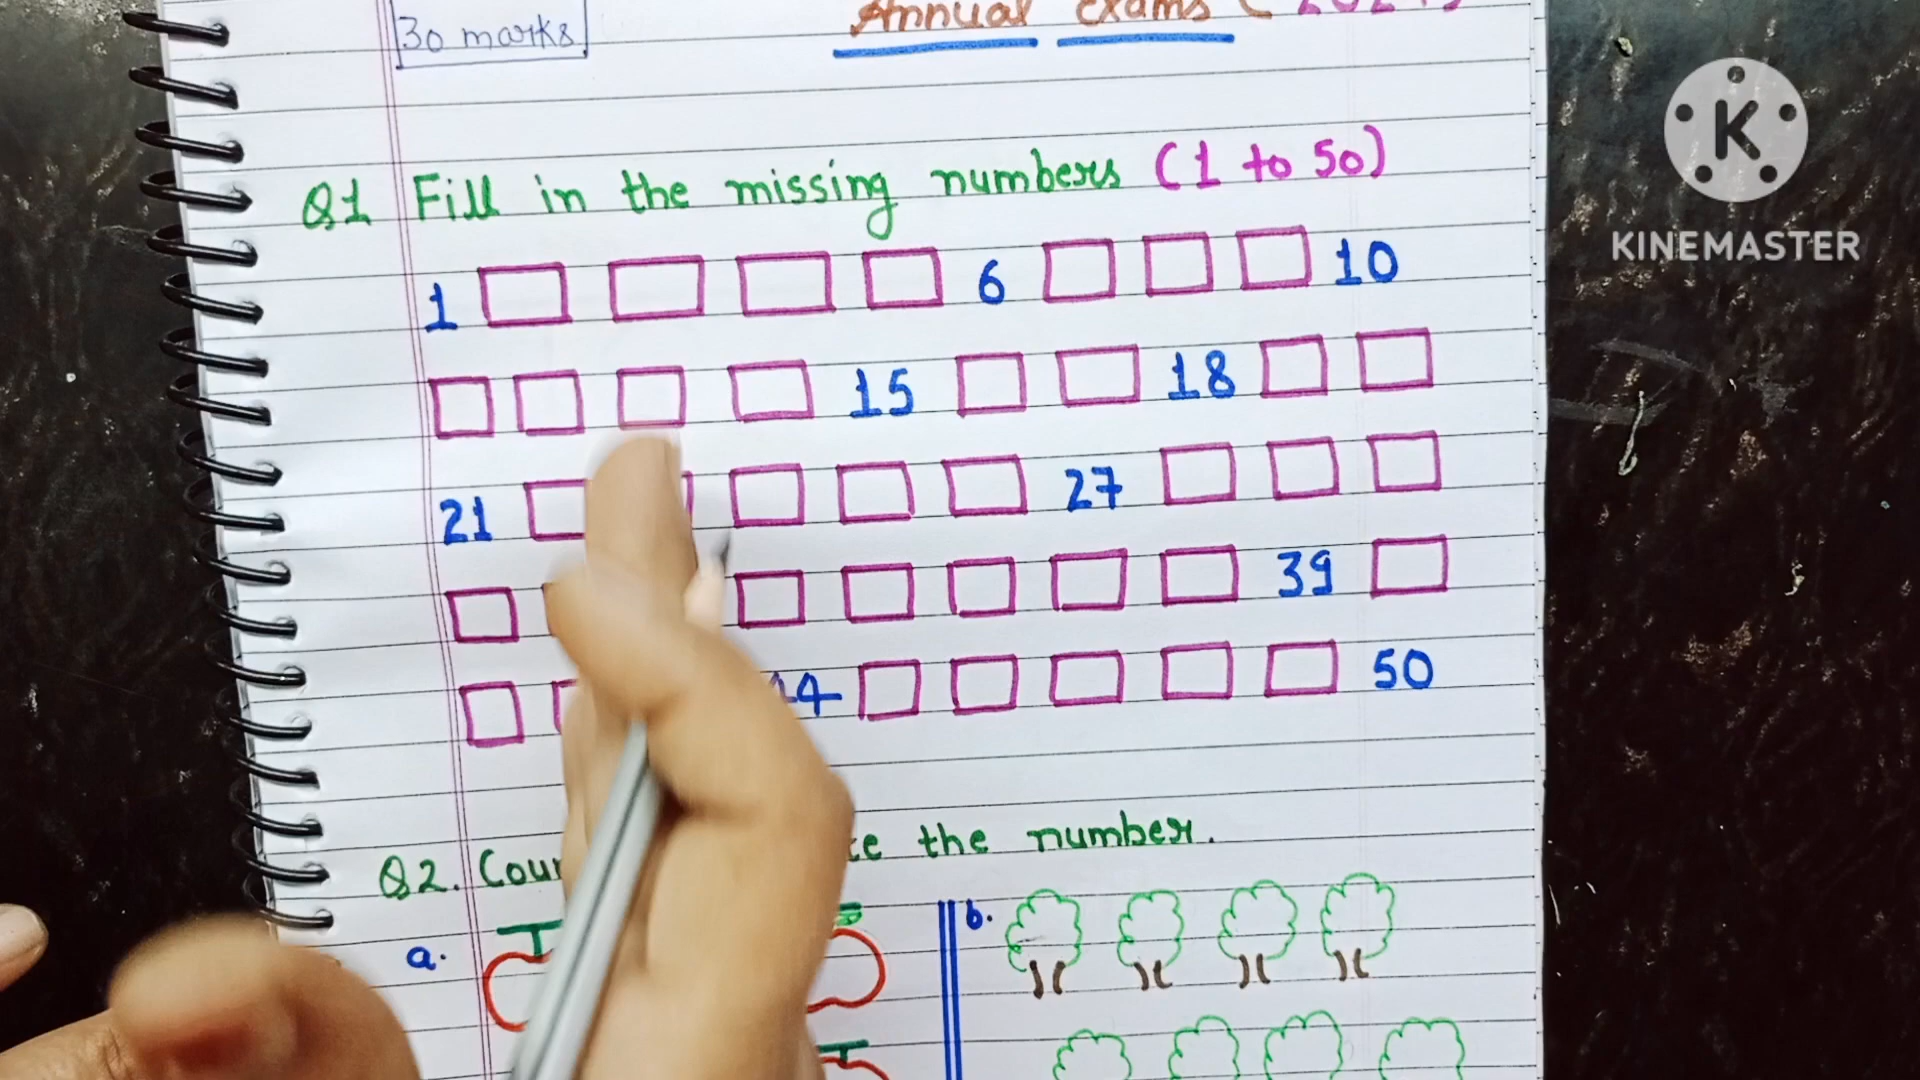 30 marks
Annual exams (
Q1 Fill in the missing numbers (1 to 50)
1 6 10
15 18
21 27
39
44 50
Q2. the number.
a. b.
K
KINEMASTER